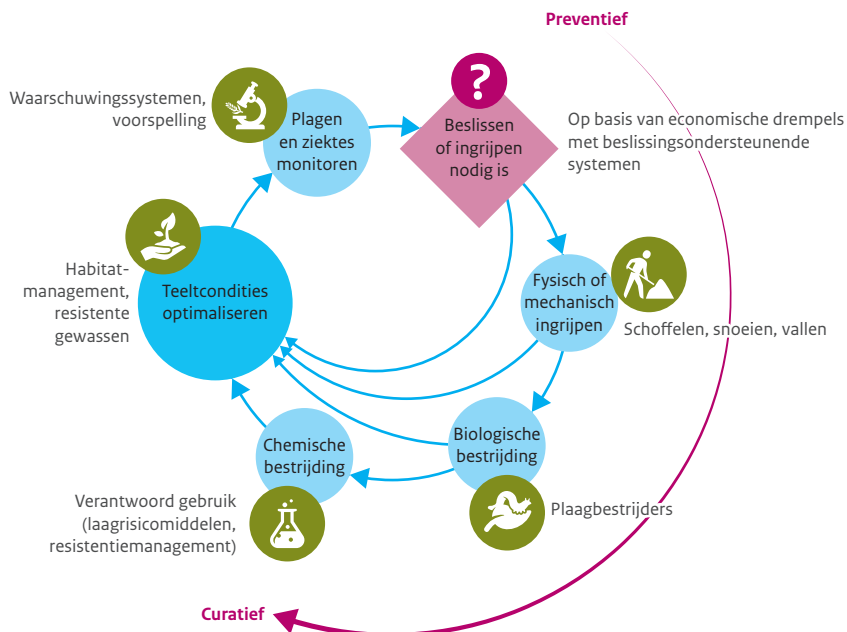 Preventief
Waarschuwingssystemen,
voorspelling
Plagen
en ziektes
monitoren
?
Beslissen
of ingrijpen
nodig is
Op basis van economische drempels
met beslissingsondersteunende
systemen
Habitat-
management,
resistente
gewassen
Teeltcondities
optimaliseren
Fysisch of
mechanisch
ingrijpen
Schoffelen, snoeien, vallen
Chemische
bestrijding
Biologische
bestrijding
Verantwoord gebruik
(laagrisicomiddelen,
resistentiemanagement)
Plaagbestrijders
Curatief